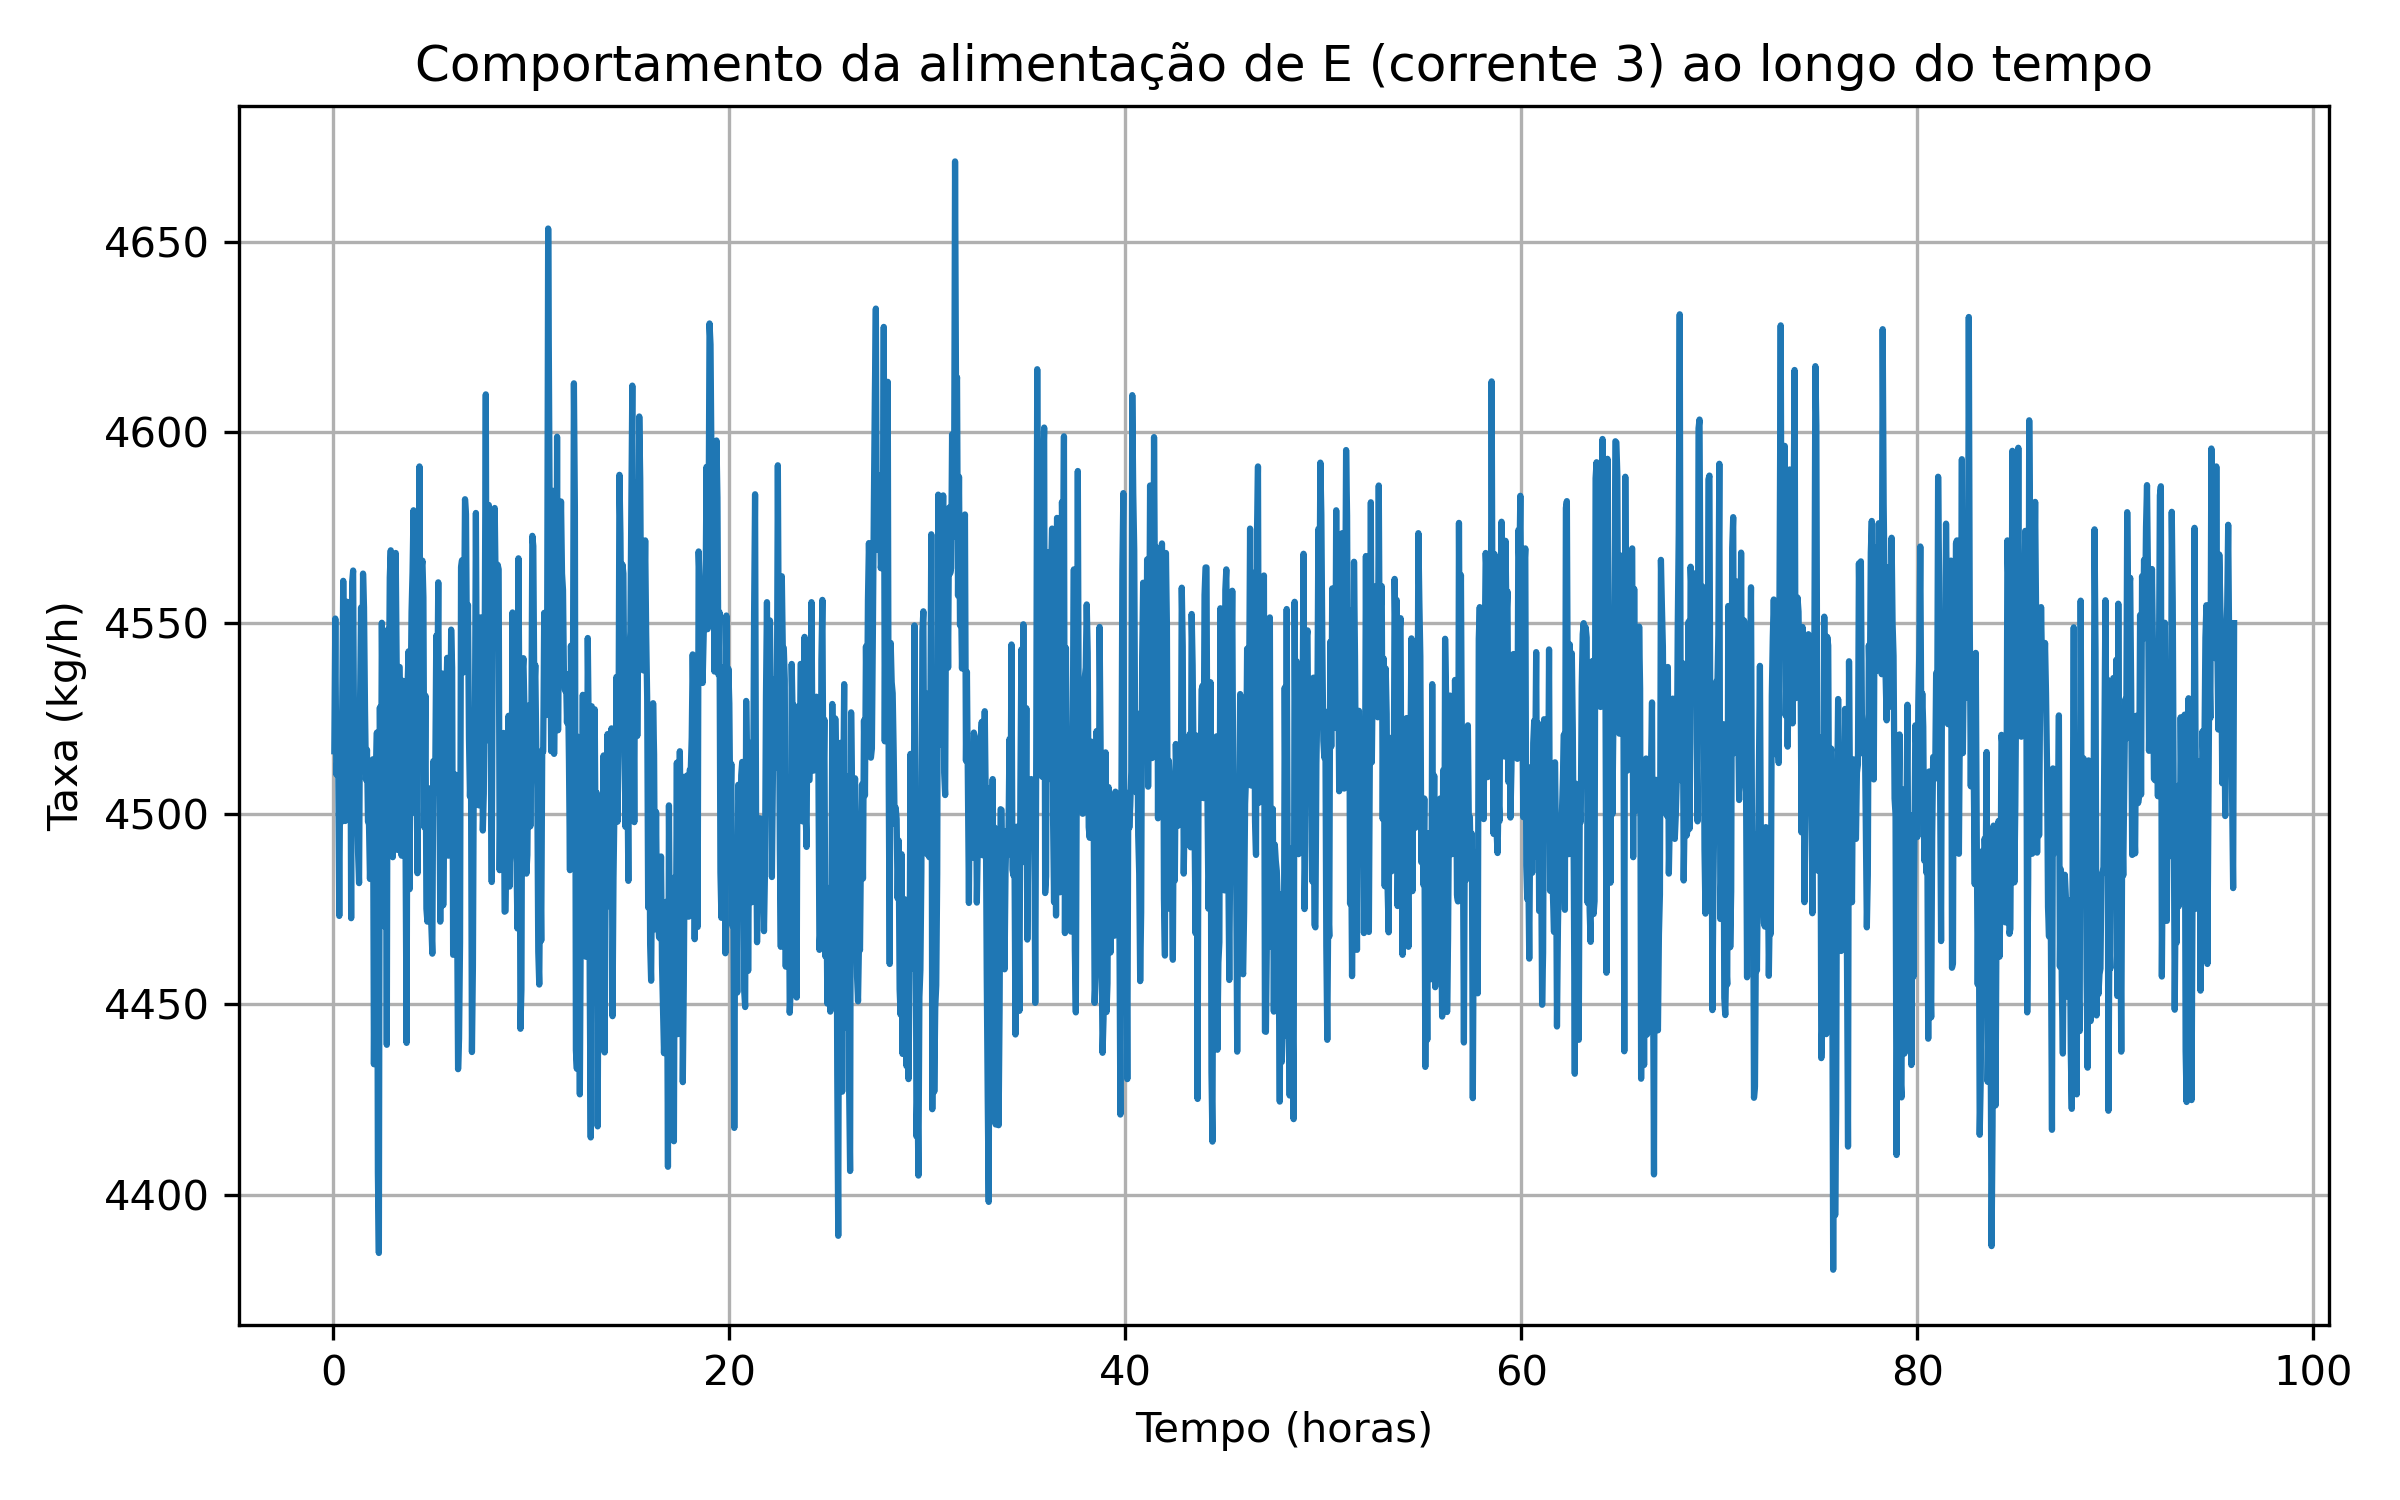 Comportamento da alimentação de E (corrente 3) ao longo do tempo
Taxa (kg/h)
4650
4600
4550
4500
4450
4400
0 20 40 60 80 100
Tempo (horas)